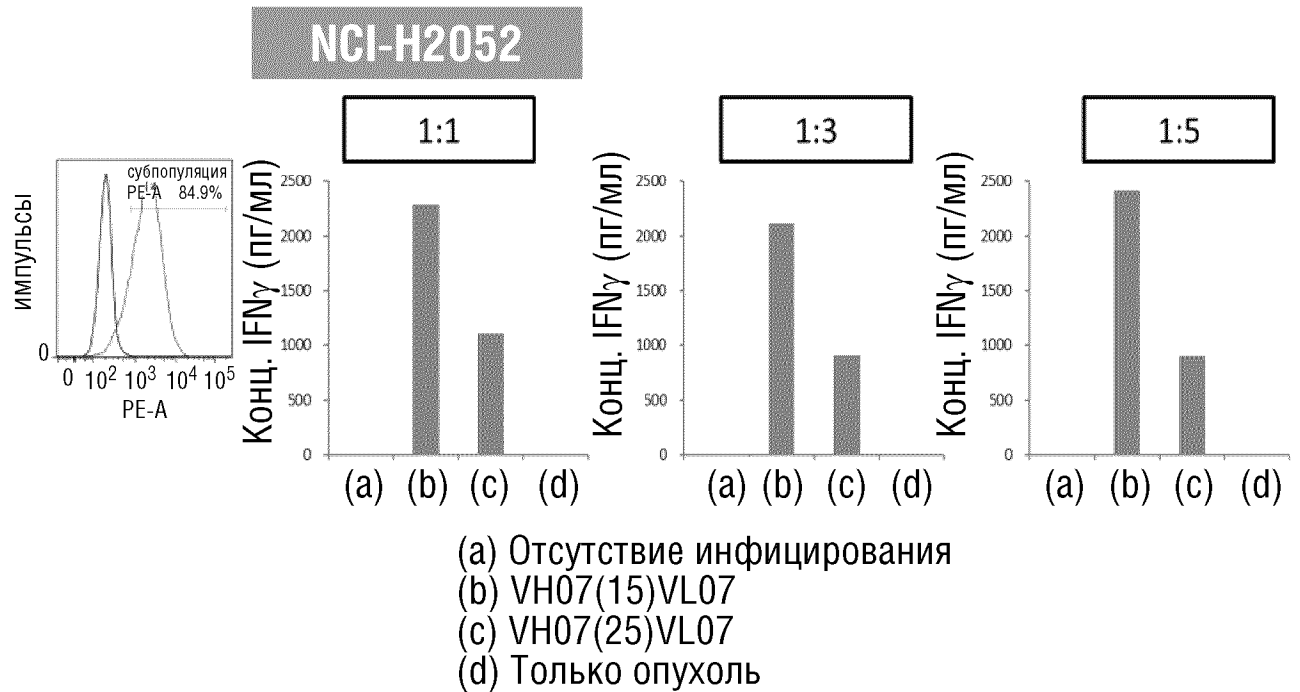 NCI-H2052
1:1
1:3
1:5
субпопуляция
PE-A 84.9%
импульсы
0
0 10² 10³ 10⁴ 10⁵
PE-A
Конц. IFNγ (пг/мл)
2500
2000
1500
1000
500
0
(a) (b) (c) (d)
Конц. IFNγ (пг/мл)
2500
2000
1500
1000
500
0
(a) (b) (c) (d)
Конц. IFNγ (пг/мл)
2500
2000
1500
1000
500
0
(a) (b) (c) (d)
(a) Отсутствие инфицирования
(b) VH07(15)VL07
(c) VH07(25)VL07
(d) Только опухоль